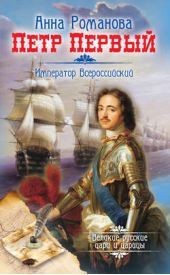 Анна Романова
Петр Первый
Император Всероссийский
Великие русские
цари и царицы